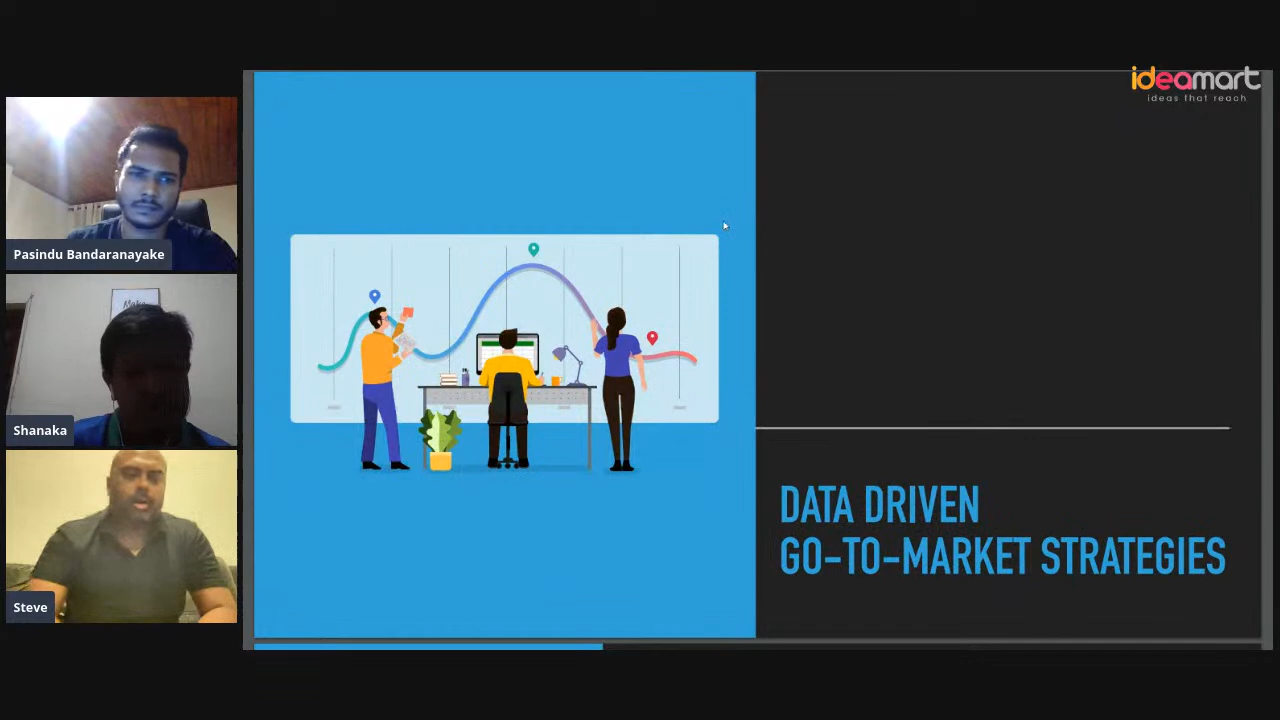 ideamart
ideas that reach
Pasindu Bandaranayake
Shanaka
Steve
DATA DRIVEN
GO-TO-MARKET STRATEGIES